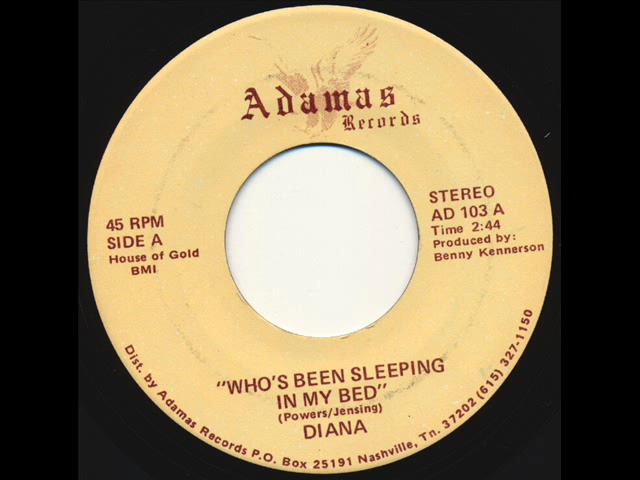 Adamas
Records
45 RPM
SIDE A
House of Gold
BMI
STEREO
AD 103 A
Time 2:44
Produced by:
Benny Kennerson
"WHO'S BEEN SLEEPING
IN MY BED"
(Powers/Jensing)
DIANA
Dist. by Adamas Records P.O. Box 25191 Nashville, Tn. 37202 (615) 327-1150